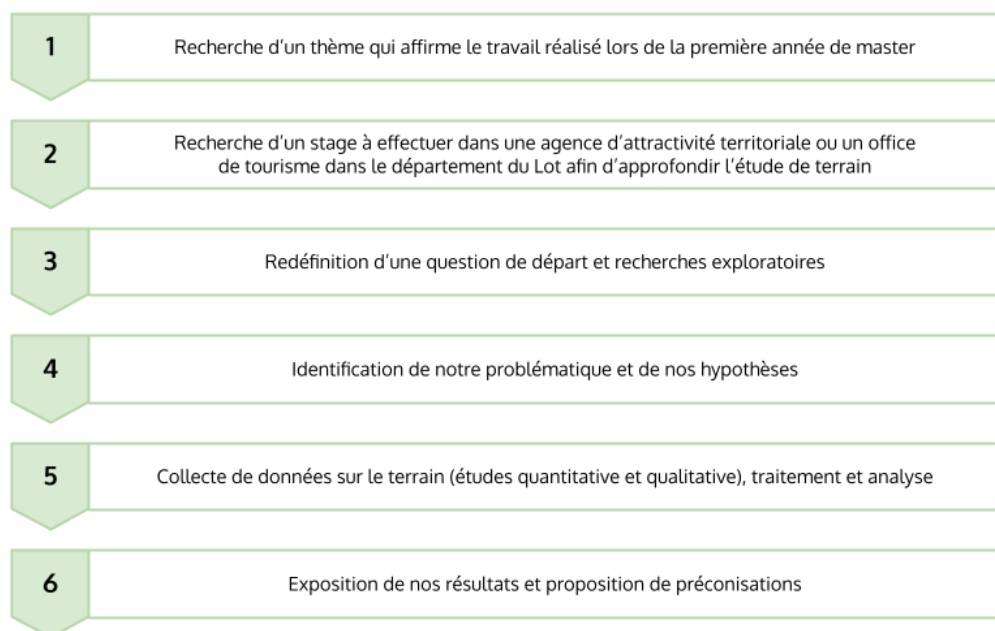 1
Recherche d'un thème qui affirme le travail réalisé lors de la première année de master
2
Recherche d'un stage à effectuer dans une agence d'attractivité territoriale ou un office
de tourisme dans le département du Lot afin d'approfondir l'étude de terrain
3
Redéfinition d'une question de départ et recherches exploratoires
4
Identification de notre problématique et de nos hypothèses
5
Collecte de données sur le terrain (études quantitative et qualitative), traitement et analyse
6
Exposition de nos résultats et proposition de préconisations